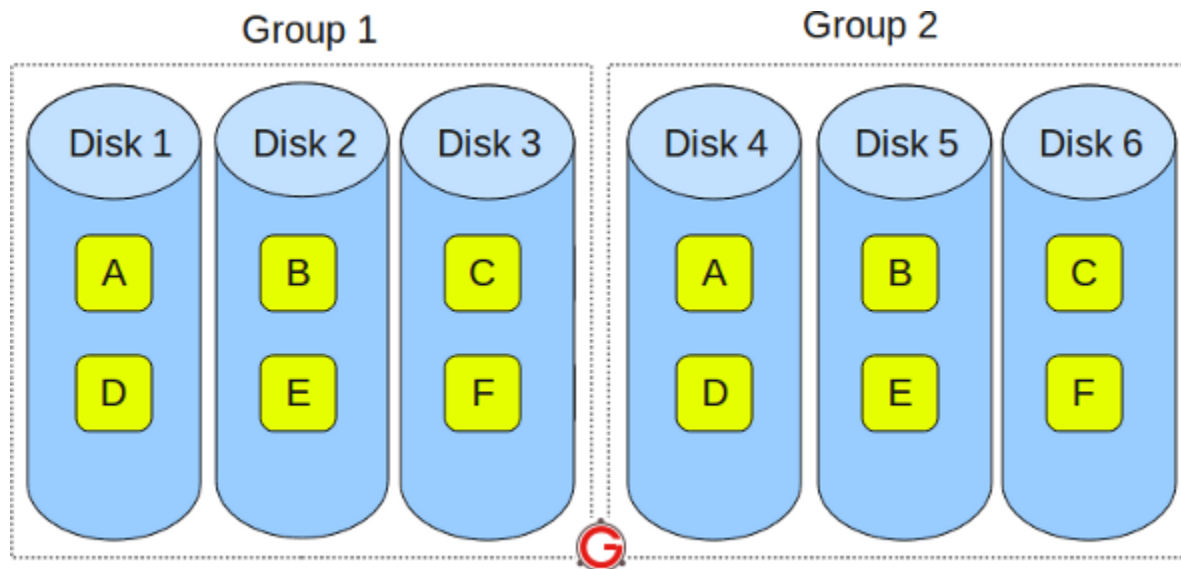 Group 1
Group 2
Disk 1
Disk 2
Disk 3
Disk 4
Disk 5
Disk 6
A
B
C
A
B
C
D
E
F
D
E
F
G